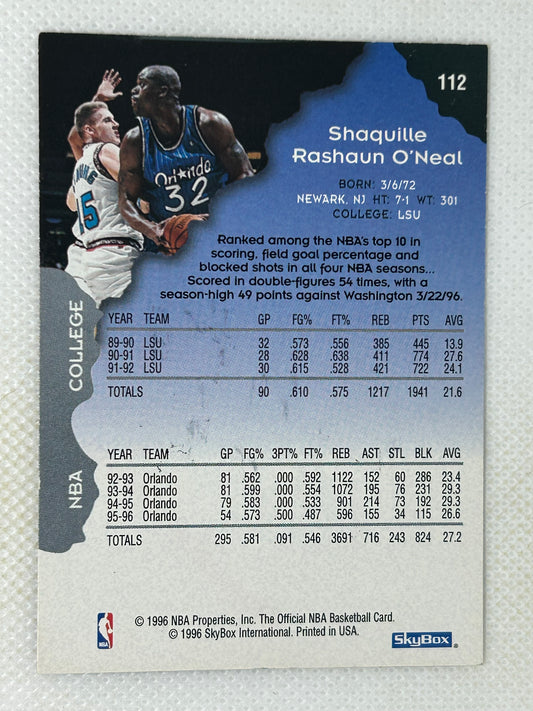 112
Orlando
32
15
Shaquille
Rashaun O'Neal
BORN: 3/6/72
NEWARK, NJ HT: 7-1 WT: 301
COLLEGE: LSU
Ranked among the NBA's top 10 in
scoring, field goal percentage and
blocked shots in all four NBA seasons...
Scored in double-figures 54 times, with a
season-high 49 points against Washington 3/22/96.
COLLEGE
YEAR TEAM GP FG% FT% REB PTS AVG
89-90 LSU 32 .573 .556 385 445 13.9
90-91 LSU 28 .628 .638 411 774 27.6
91-92 LSU 30 .615 .528 421 722 24.1
TOTALS 90 .610 .575 1217 1941 21.6
NBA
YEAR TEAM GP FG% 3PT% FT% REB AST STL BLK AVG
92-93 Orlando 81 .562 .000 .592 1122 152 60 286 23.4
93-94 Orlando 81 .599 .000 .554 1072 195 76 231 29.3
94-95 Orlando 79 .583 .000 .533 901 214 73 192 29.3
95-96 Orlando 54 .573 .500 .487 596 155 34 115 26.6
TOTALS 295 .581 .091 .546 3691 716 243 824 27.2
NBA
© 1996 NBA Properties, Inc. The Official NBA Basketball Card.
© 1996 SkyBox International. Printed in USA.
SkyBox